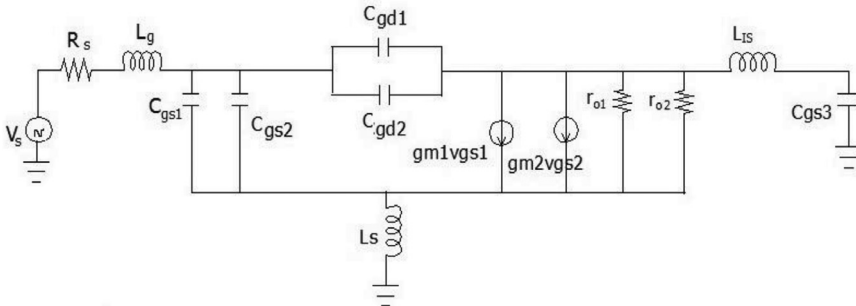 R s
Lg
Cgd1
LIS
Cgs1
Cgs2
Cgd2
ro1
ro2
Cgs3
Vs
gm1vgs1
gm2vgs2
Ls